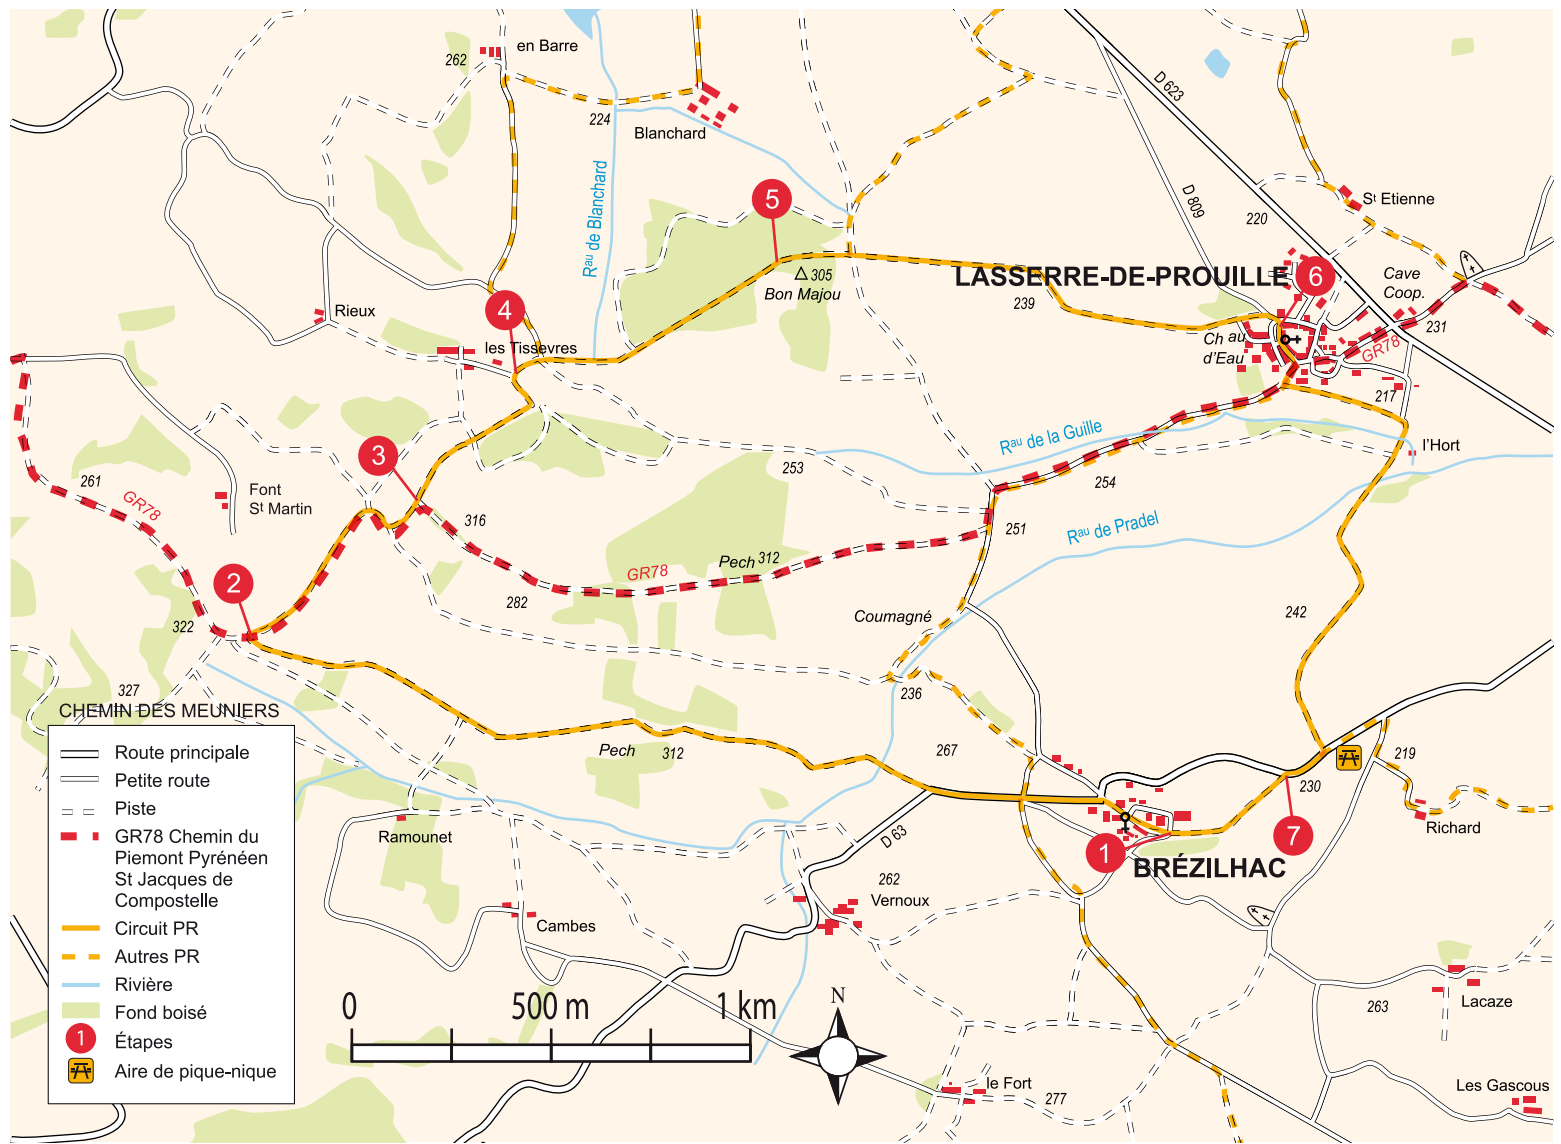 en Barre
262
224
Blanchard
D 623
Rau de Blanchard
5
D 809
St Etienne
220
305
Bon Majou
LASSERRE-DE-PROUILLE
6
Cave
Coop.
239
Rieux
4
les Tisseyres
Ch au
d'Eau
GR78
231
217
3
Rau de la Guille
l'Hort
253
254
261
GR78
Font
St Martin
316
251
Rau de Pradel
Pech 312
GR78
2
282
322
Coumagné
242
327
236
CHEMIN DES MEUNIERS
Route principale
Petite route
Piste
GR78 Chemin du
Piemont Pyrénéen
St Jacques de
Compostelle
Circuit PR
Autres PR
Rivière
Fond boisé
1
Étapes
Aire de pique-nique
Pech 312
267
219
230
Ramounet
D 63
7
Richard
1
BRÉZILHAC
262
Vernoux
Cambes
0 500 m 1 km
N
263
Lacaze
le Fort
277
Les Gascous